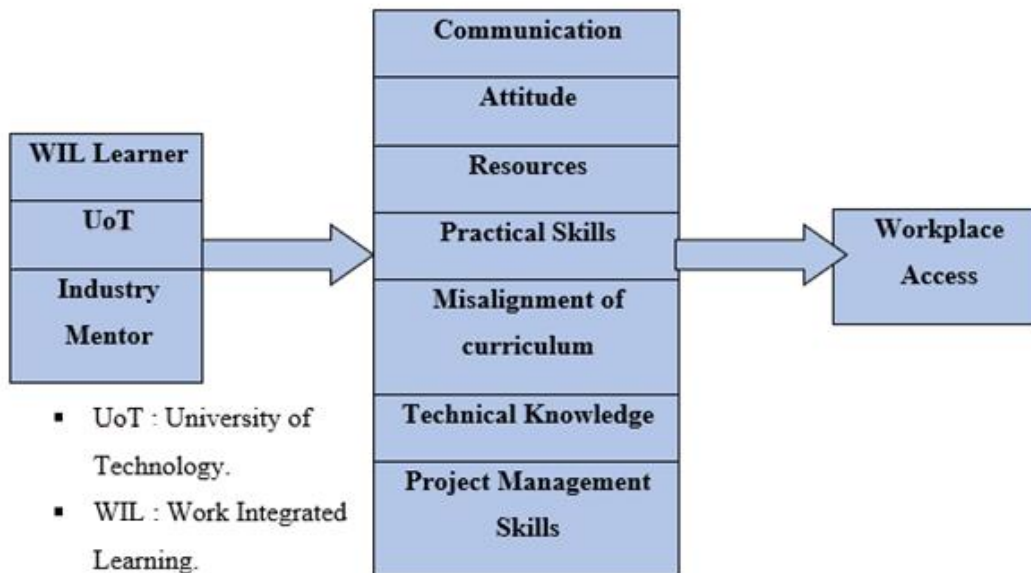 WIL Learner
UoT
Industry
Mentor
▪ UoT : University of
Technology.
▪ WIL : Work Integrated
Learning.
Communication
Attitude
Resources
Practical Skills
Misalignment of
curriculum
Technical Knowledge
Project Management
Skills
Workplace
Access